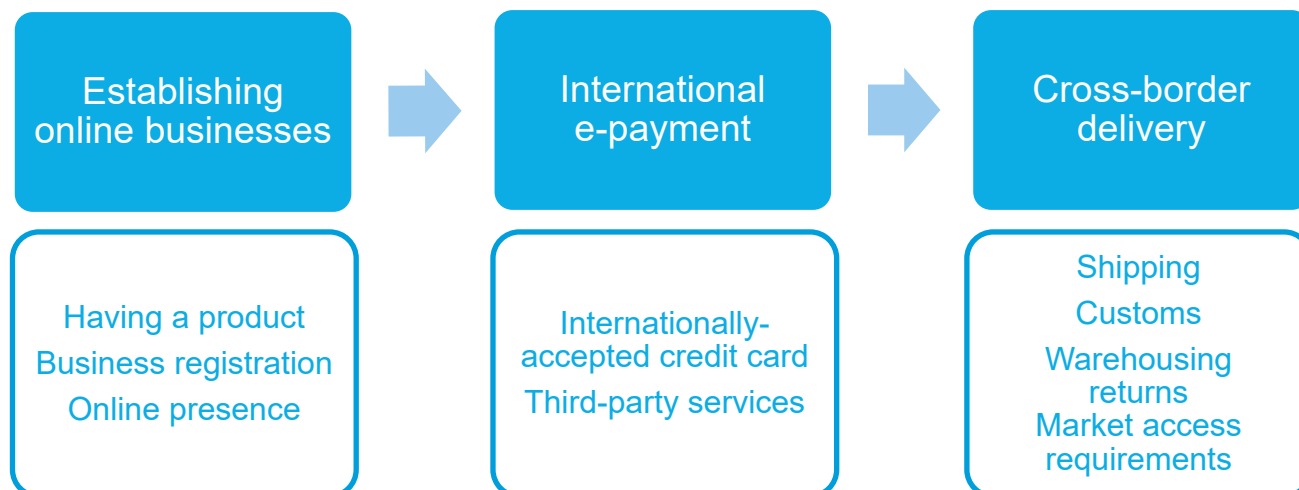 Establishing
online businesses
International
e-payment
Cross-border
delivery
Having a product
Business registration
Online presence
Internationally-
accepted credit card
Third-party services
Shipping
Customs
Warehousing
returns
Market access
requirements